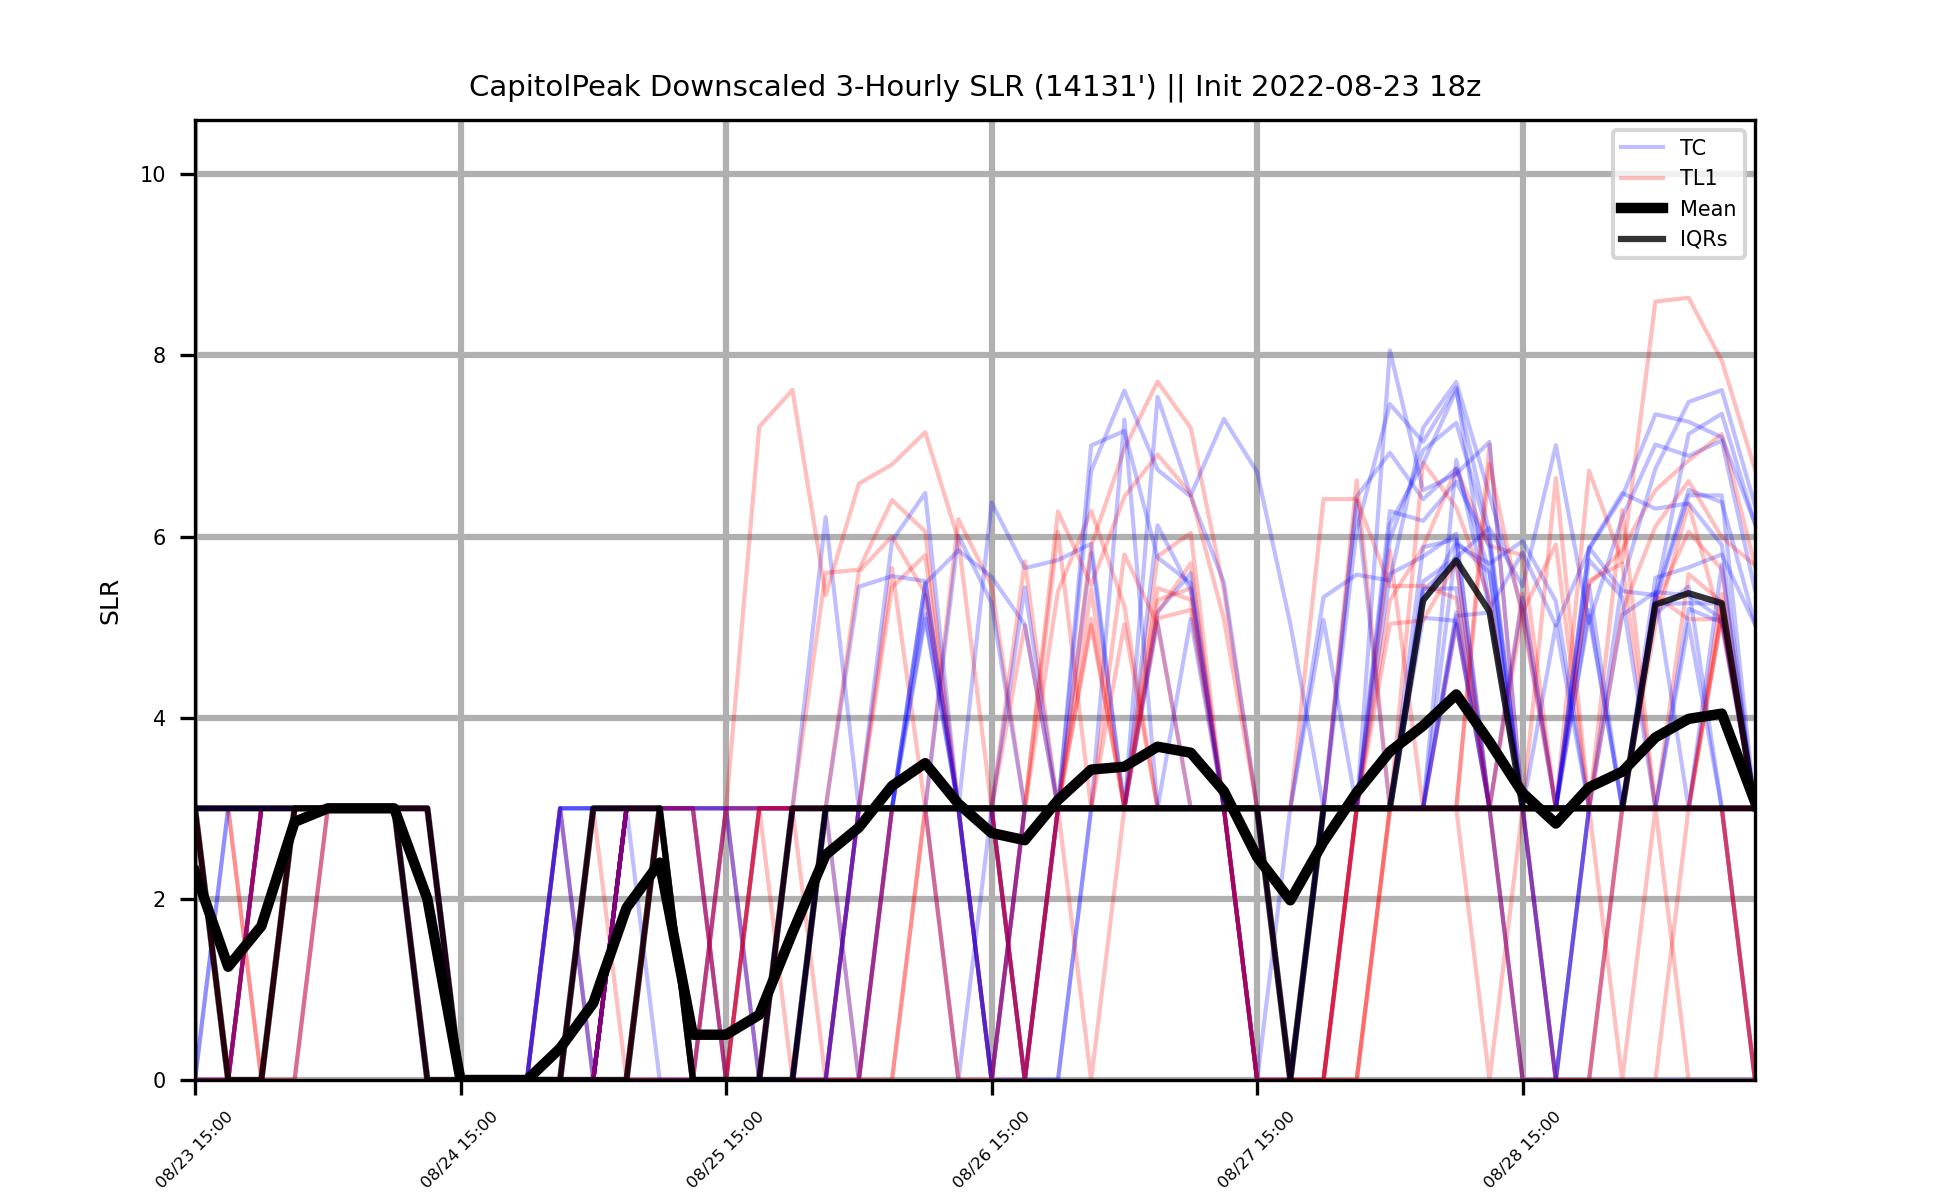 CapitolPeak Downscaled 3-Hourly SLR (14131') || Init 2022-08-23 18z
TC
TL1
Mean
IQRs
10
8
6
4
2
0
SLR
08/23 15:00
08/24 15:00
08/25 15:00
08/26 15:00
08/27 15:00
08/28 15:00